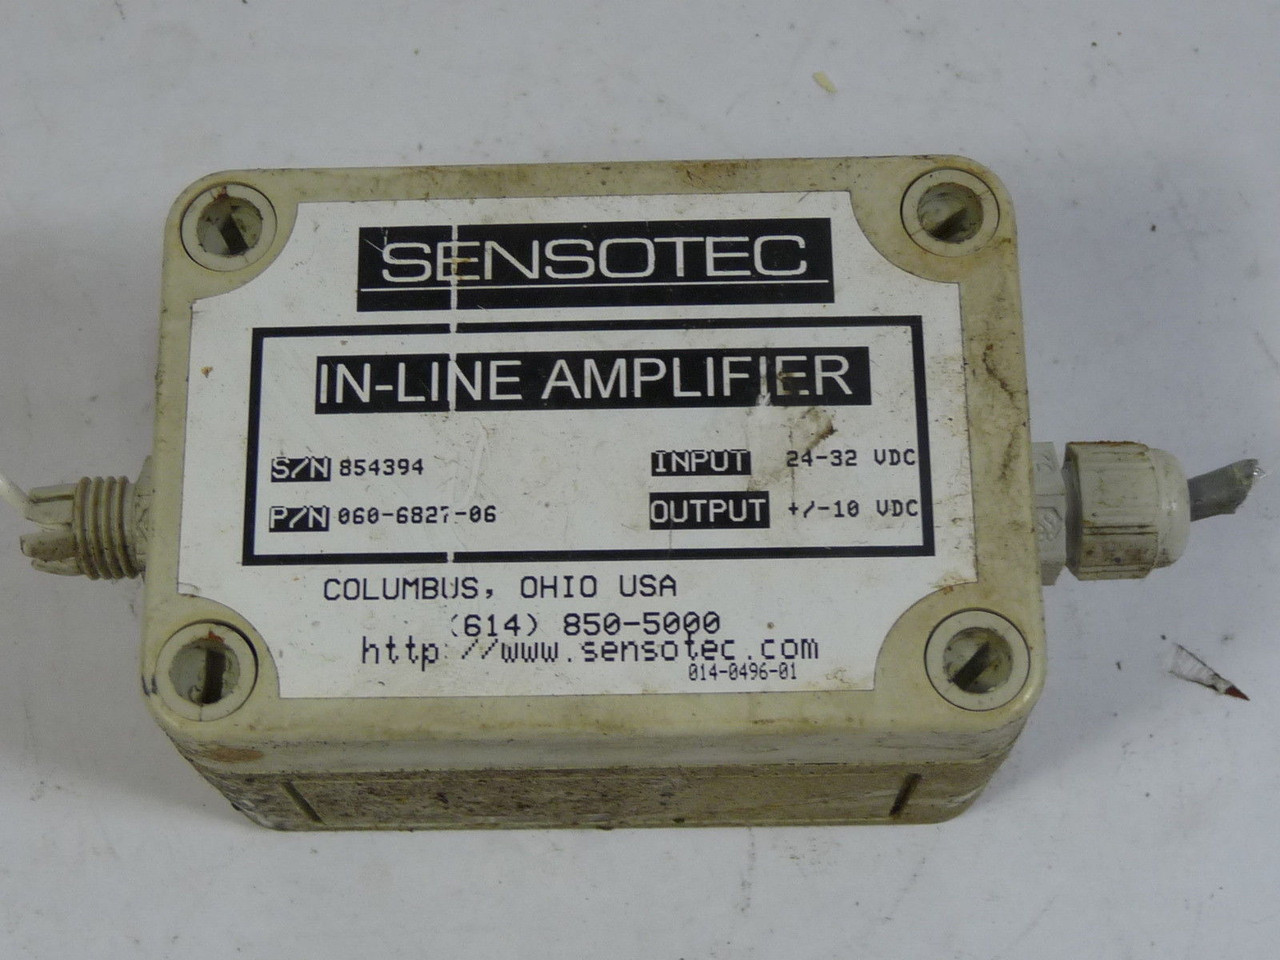 SENSOTEC
IN-LINE AMPLIFIER
S/N 854394 INPUT 24-32 VDC
P/N 060-6827-06 OUTPUT +/-10 VDC
COLUMBUS, OHIO USA
(614) 850-5000
http://www.sensotec.com
014-0496-01